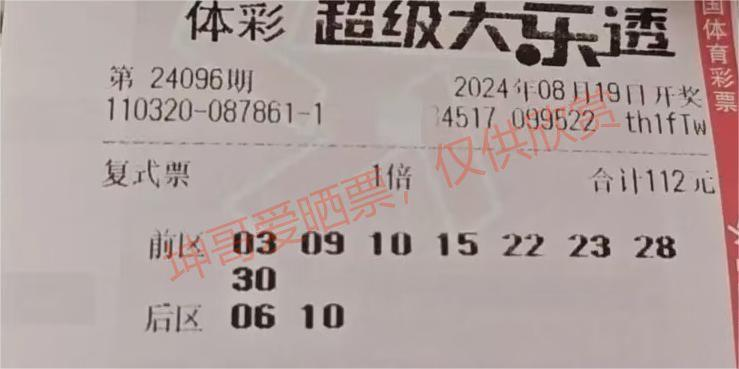 体彩 超级大乐透
第 24096期 2024年08月19日开奖
110320-087861-1 84517 099522 th1fTw
复式票 1倍 合计112元
前区 03 09 10 15 22 23 28
30
后区 06 10
国体育彩票
坤哥爱晒票，仅供欣赏